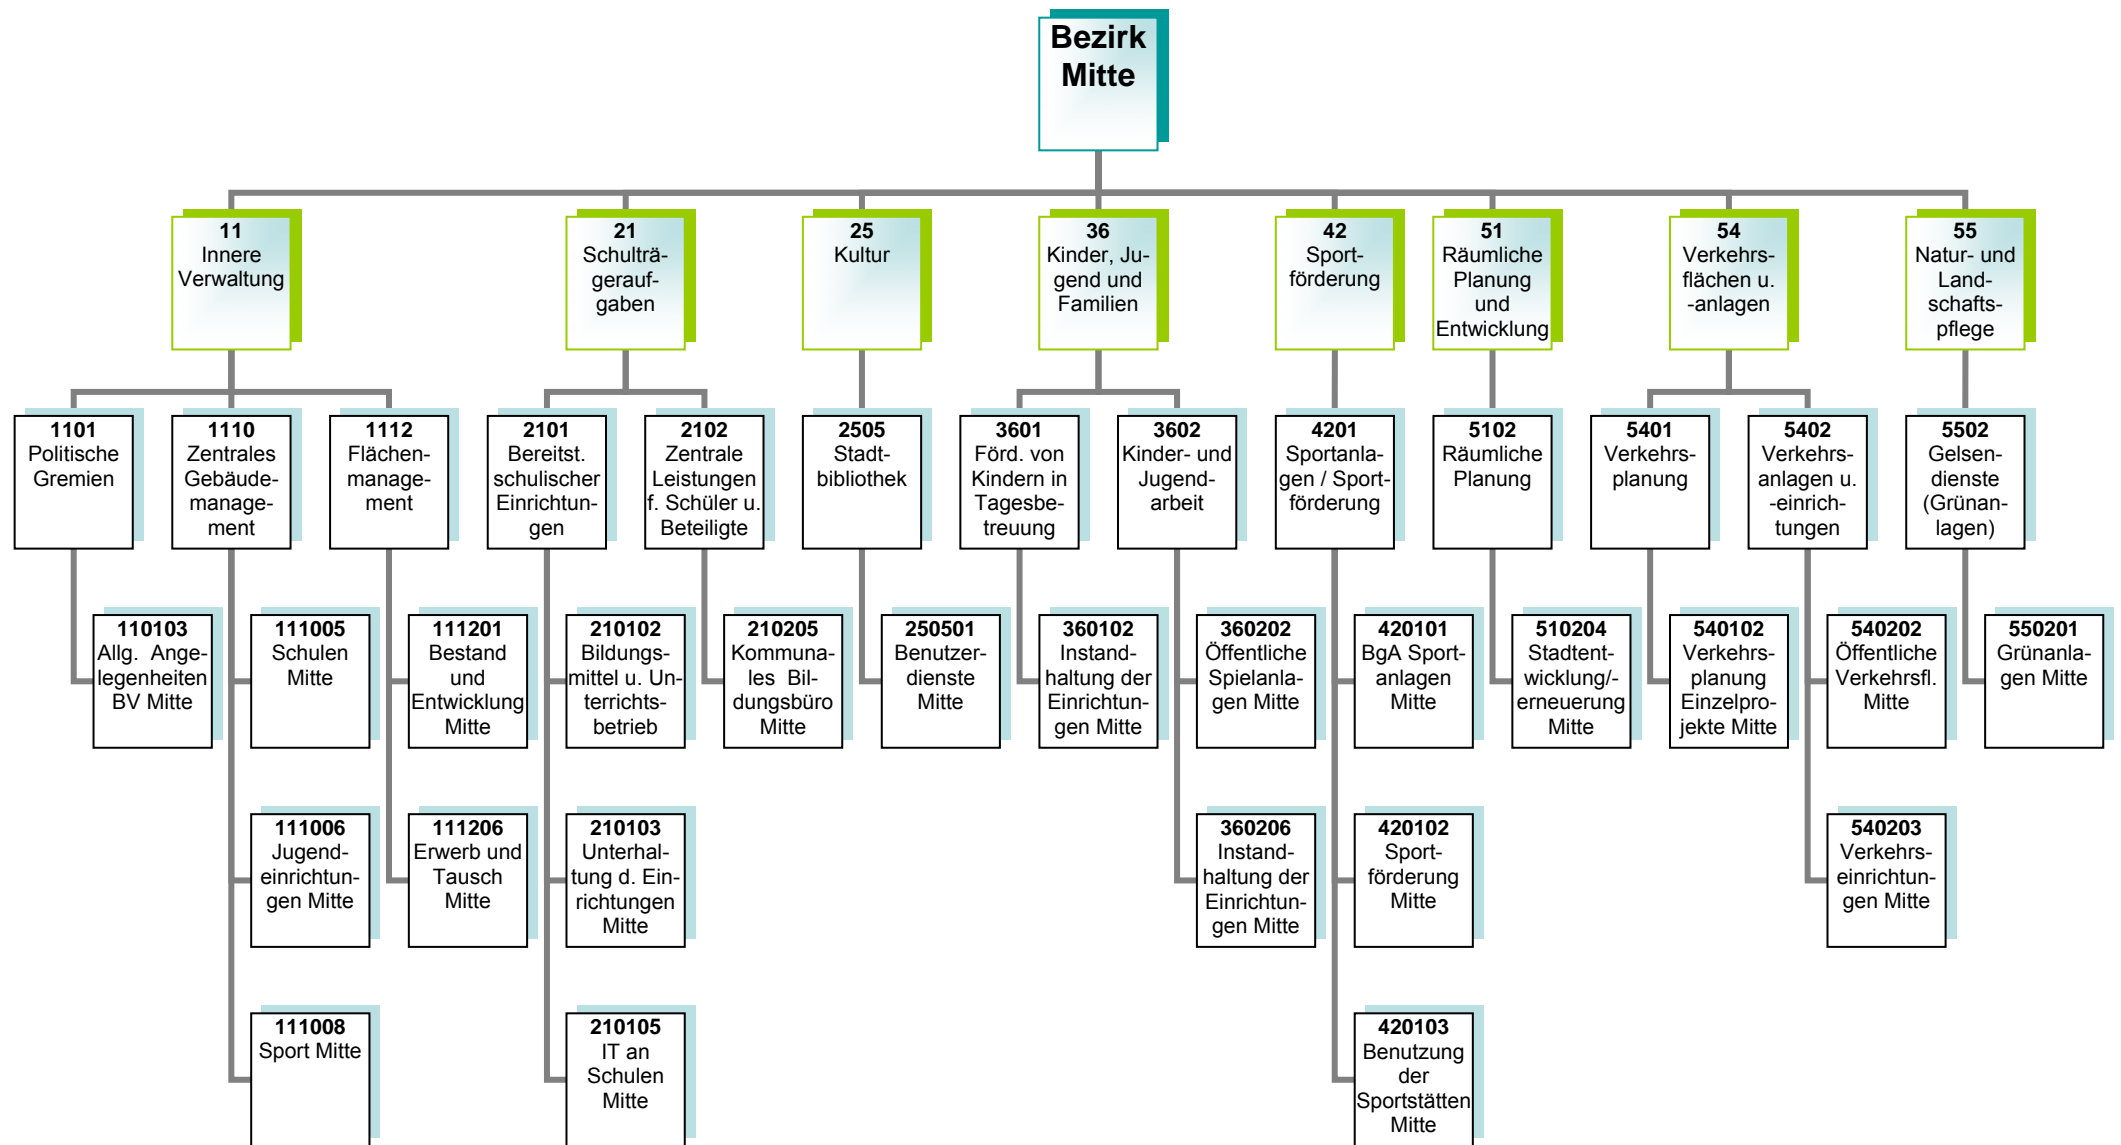 Bezirk
Mitte
11
Innere
Verwaltung
21
Schulträ-
gerauf-
gaben
25
Kultur
36
Kinder, Ju-
gend und
Familien
42
Sport-
förderung
51
Räumliche
Planung
und
Entwicklung
54
Verkehrs-
flächen u.
-anlagen
55
Natur- und
Land-
schafts-
pflege
1101
Politische
Gremien
1110
Zentrales
Gebäude-
manage-
ment
1112
Flächen-
manage-
ment
2101
Bereitst.
schulischer
Einrichtun-
gen
2102
Zentrale
Leistungen
f. Schüler u.
Beteiligte
2505
Stadt-
bibliothek
3601
Förd. von
Kindern in
Tagesbe-
treuung
3602
Kinder- und
Jugend-
arbeit
4201
Sportanla-
gen / Sport-
förderung
5102
Räumliche
Planung
5401
Verkehrs-
planung
5402
Verkehrs-
anlagen u.
-einrich-
tungen
5502
Gelsen-
dienste
(Grünan-
lagen)
110103
Allg. Ange-
legenheiten
BV Mitte
111005
Schulen
Mitte
111201
Bestand
und
Entwicklung
Mitte
210102
Bildungs-
mittel u. Un-
terrichts-
betrieb
210205
Kommuna-
les Bil-
dungsbüro
Mitte
250501
Benutzer-
dienste
Mitte
360102
Instand-
haltung der
Einrichtun-
gen Mitte
360202
Öffentliche
Spielanla-
gen Mitte
420101
BgA Sport-
anlagen
Mitte
510204
Stadtent-
wicklung/-
erneuerung
Mitte
540102
Verkehrs-
planung
Einzelpro-
jekte Mitte
540202
Öffentliche
Verkehrsfl.
Mitte
550201
Grünanla-
gen Mitte
111006
Jugend-
einrichtun-
gen Mitte
111206
Erwerb und
Tausch
Mitte
210103
Unterhal-
tung d. Ein-
richtungen
Mitte
360206
Instand-
haltung der
Einrichtun-
gen Mitte
420102
Sport-
förderung
Mitte
540203
Verkehrs-
einrichtun-
gen Mitte
111008
Sport Mitte
210105
IT an
Schulen
Mitte
420103
Benutzung
der
Sportstätten
Mitte